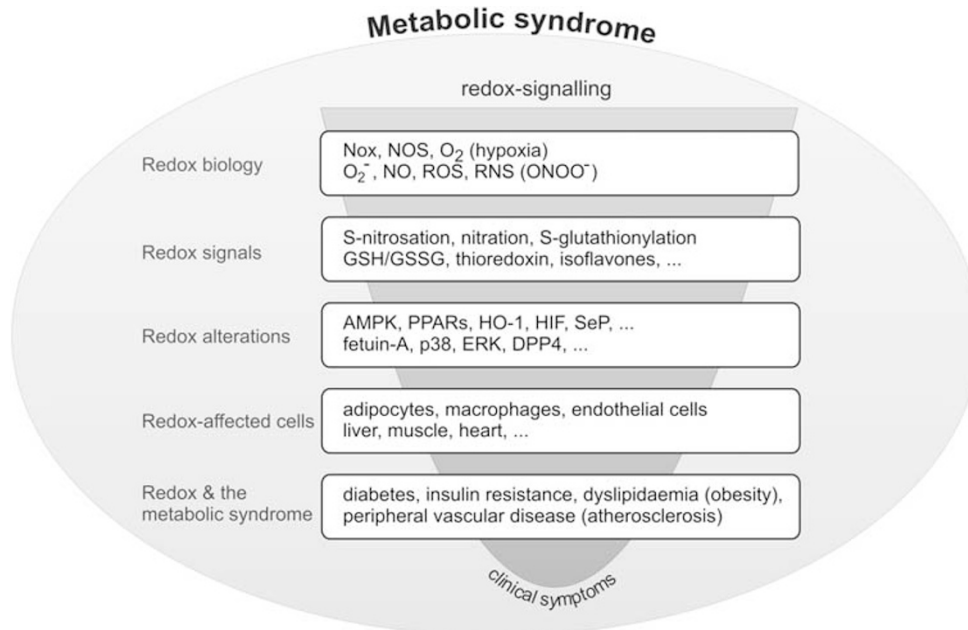 Metabolic syndrome
redox-signalling
Redox biology
Nox, NOS, O₂ (hypoxia)
O₂⁻, NO, ROS, RNS (ONOO⁻)
Redox signals
S-nitrosation, nitration, S-glutathionylation
GSH/GSSG, thioredoxin, isoflavones, ...
Redox alterations
AMPK, PPARs, HO-1, HIF, SeP, ...
fetuin-A, p38, ERK, DPP4, ...
Redox-affected cells
adipocytes, macrophages, endothelial cells
liver, muscle, heart, ...
Redox & the
metabolic syndrome
diabetes, insulin resistance, dyslipidaemia (obesity),
peripheral vascular disease (atherosclerosis)
clinical symptoms